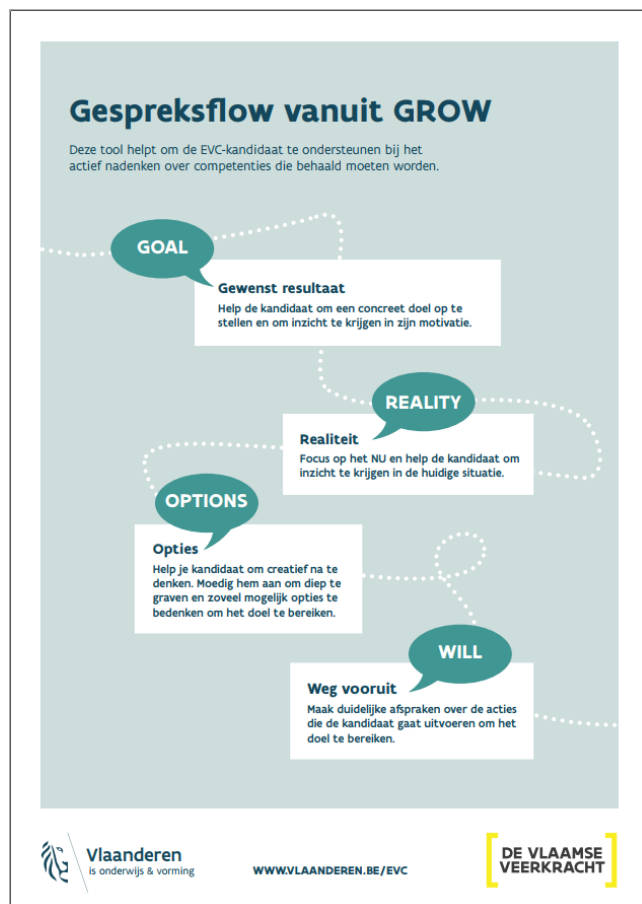 Gespreksflow vanuit GROW
Deze tool helpt om de EVC-kandidaat te ondersteunen bij het
actief nadenken over competenties die behaald moeten worden.
GOAL
Gewenst resultaat
Help de kandidaat om een concreet doel op te
stellen en om inzicht te krijgen in zijn motivatie.
REALITY
Realiteit
Focus op het NU en help de kandidaat om
inzicht te krijgen in de huidige situatie.
OPTIONS
Opties
Help je kandidaat om creatief na te
denken. Moedig hem aan om diep te
graven en zoveel mogelijk opties te
bedenken om het doel te bereiken.
WILL
Weg vooruit
Maak duidelijke afspraken over de acties
die de kandidaat gaat uitvoeren om het
doel te bereiken.
Vlaanderen
is onderwijs & vorming
WWW.VLAANDEREN.BE/EVC
DE VLAAMSE
VEERKRACHT